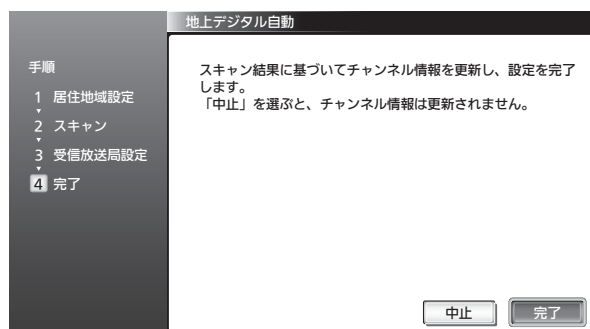 地上デジタル自動
手順
1 居住地域設定
2 スキャン
3 受信放送局設定
4 完了
スキャン結果に基づいてチャンネル情報を更新し、設定を完了
します。
「中止」を選ぶと、チャンネル情報は更新されません。
中止
完了